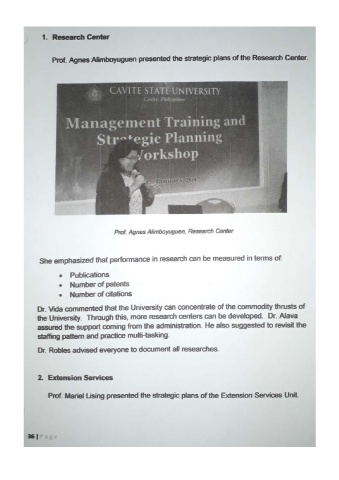 1. Research Center
Prof. Agnes Alimboyuguen presented the strategic plans of the Research Center.
CAVITE STATE UNIVERSITY
Cavite, Philippines
Management Training and
Strategic Planning
Workshop
Prof. Agnes Alimboyuguen, Research Center
She emphasized that performance in research can be measured in terms of:
• Publications
• Number of patents
• Number of citations
Dr. Vida commented that the University can concentrate of the commodity thrusts of
the University. Through this, more research centers can be developed. Dr. Alava
assured the support coming from the administration. He also suggested to revisit the
staffing pattern and practice multi-tasking.
Dr. Robles advised everyone to document all researches.
2. Extension Services
Prof. Mariel Lising presented the strategic plans of the Extension Services Unit.
36 | Page